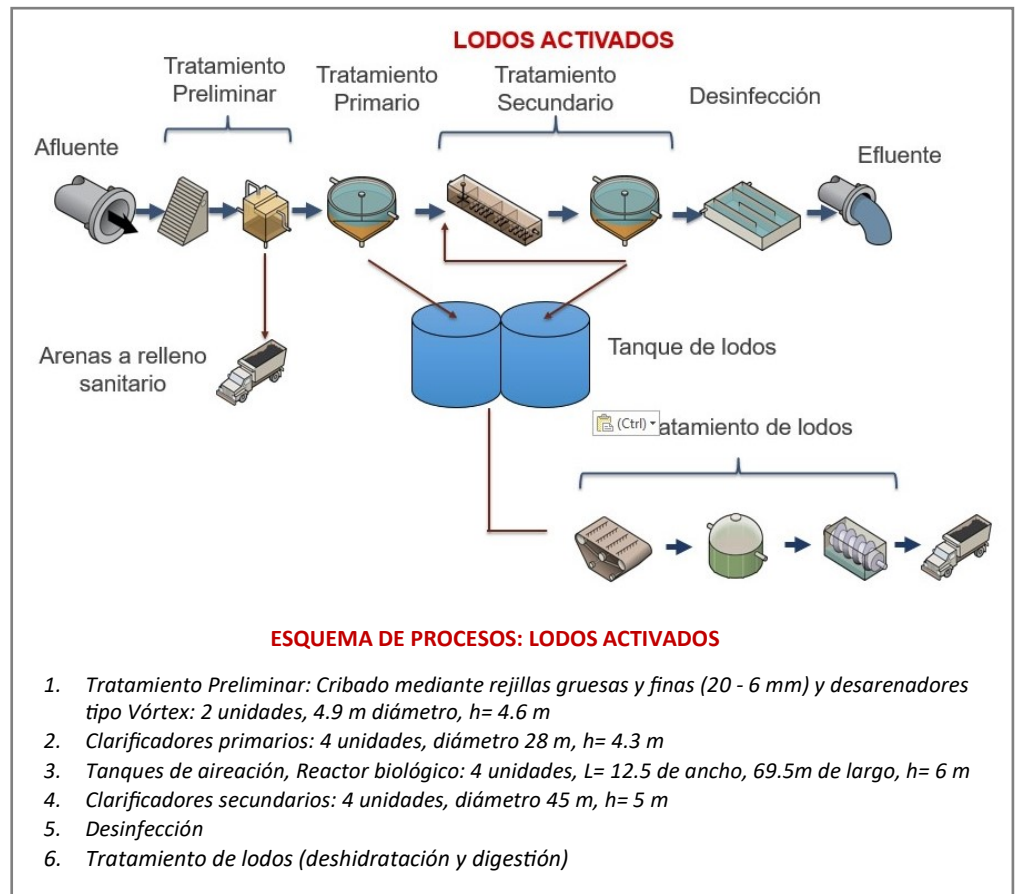 LODOS ACTIVADOS
Tratamiento
Preliminar
Tratamiento
Primario
Tratamiento
Secundario
Desinfección
Afluente
Efluente
Arenas a relleno
sanitario
Tanque de lodos
(Ctrl)
atamiento de lodos
ESQUEMA DE PROCESOS: LODOS ACTIVADOS
1. Tratamiento Preliminar: Cribado mediante rejillas gruesas y finas (20 - 6 mm) y desarenadores
tipo Vórtex: 2 unidades, 4.9 m diámetro, h= 4.6 m
2. Clarificadores primarios: 4 unidades, diámetro 28 m, h= 4.3 m
3. Tanques de aireación, Reactor biológico: 4 unidades, L= 12.5 de ancho, 69.5m de largo, h= 6 m
4. Clarificadores secundarios: 4 unidades, diámetro 45 m, h= 5 m
5. Desinfección
6. Tratamiento de lodos (deshidratación y digestión)